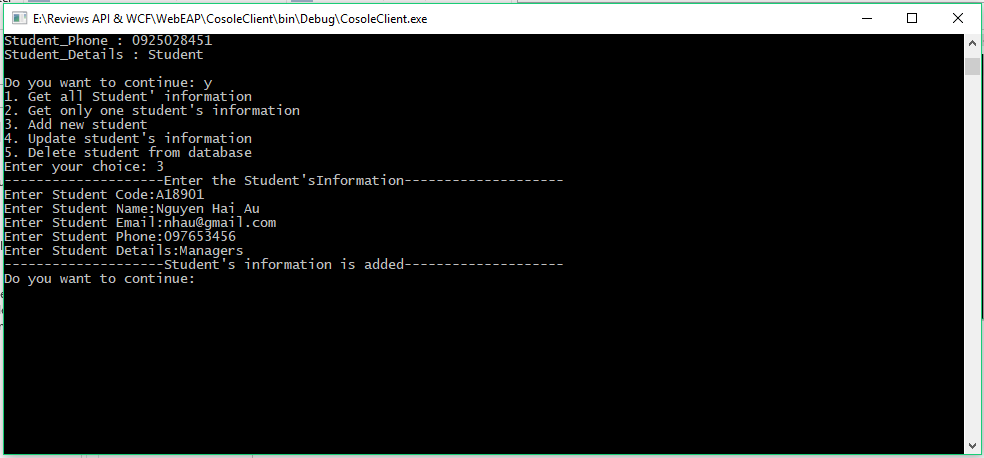 E:\Reviews API & WCF\WebEAP\CosoleClient\bin\Debug\CosoleClient.exe
Student_Phone : 0925028451
Student_Details : Student
Do you want to continue: y
1. Get all Student' information
2. Get only one student's information
3. Add new student
4. Update student's information
5. Delete student from database
Enter your choice: 3
--------------------Enter the Student'sInformation--------------------
Enter Student Code:A18901
Enter Student Name:Nguyen Hai Au
Enter Student Email:nhau@gmail.com
Enter Student Phone:097653456
Enter Student Details:Managers
--------------------Student's information is added--------------------
Do you want to continue: